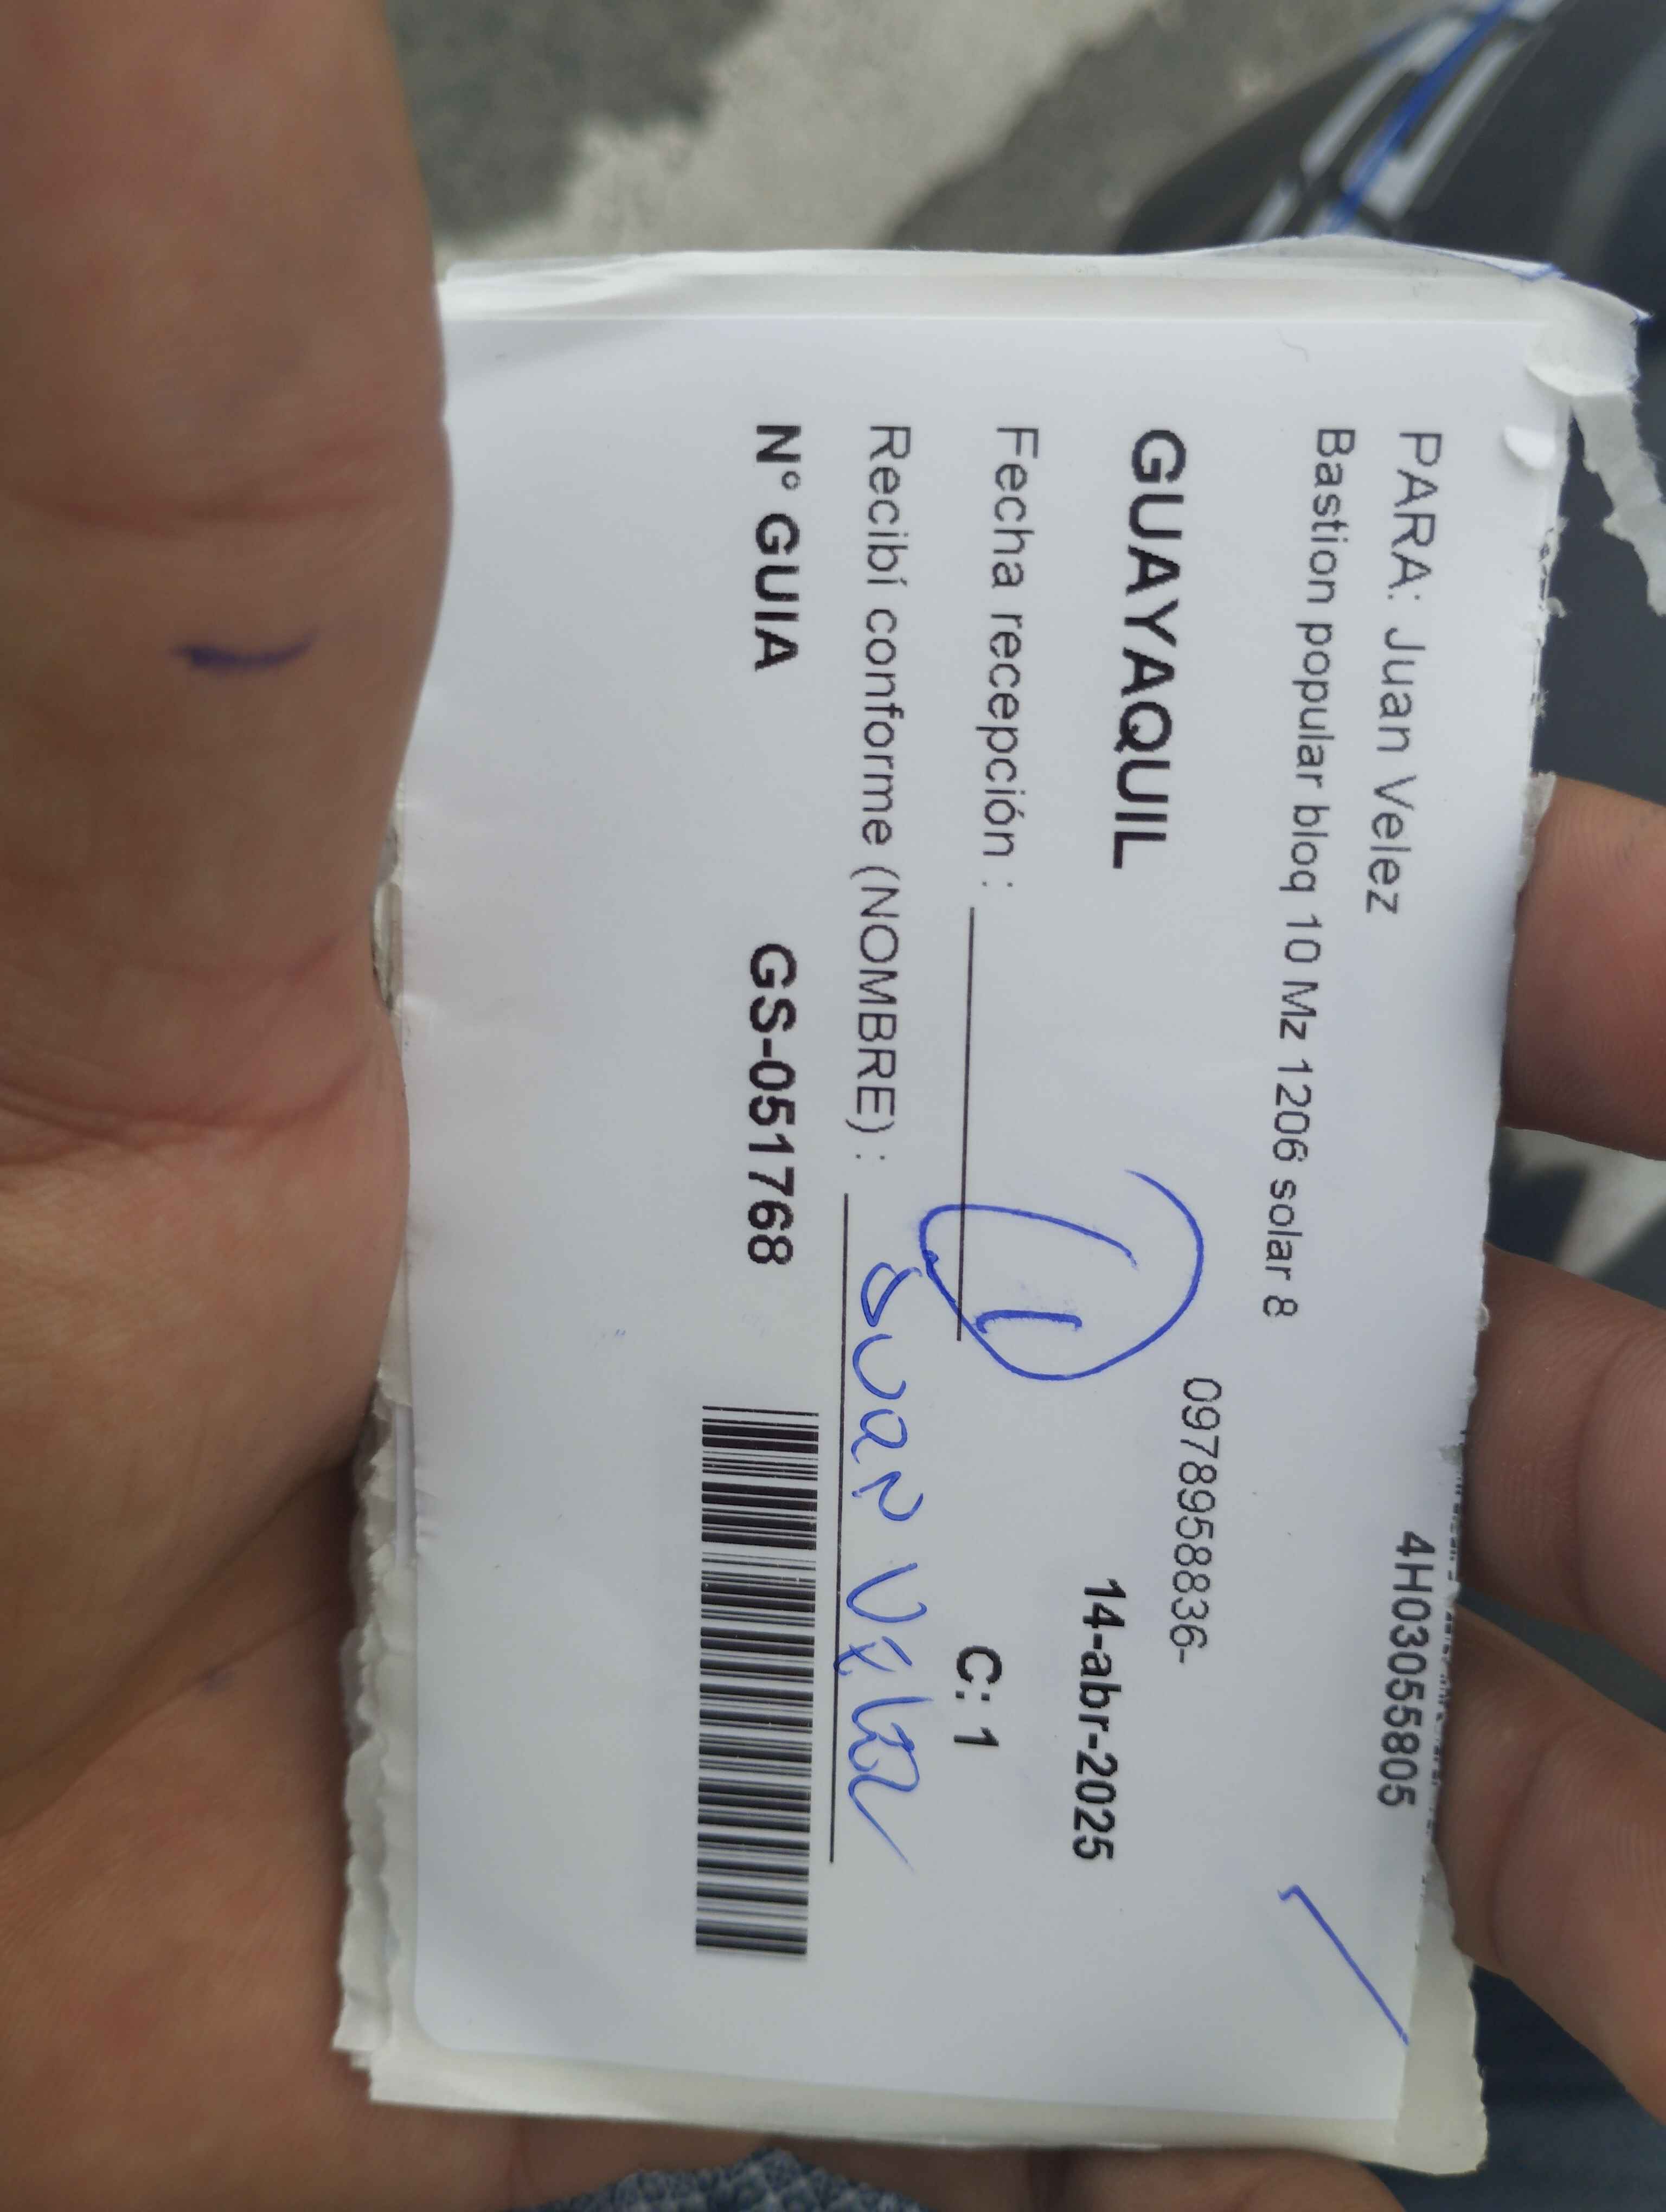 4H03055805
PARA: Juan Velez
Bastion popular bloq 10 Mz 1206 solar 8
0978958836-
GUAYAQUIL 14-abr-2025
Fecha recepción : C: 1
Recibí conforme (NOMBRE) : Juan Velez
N° GUIA GS-051768